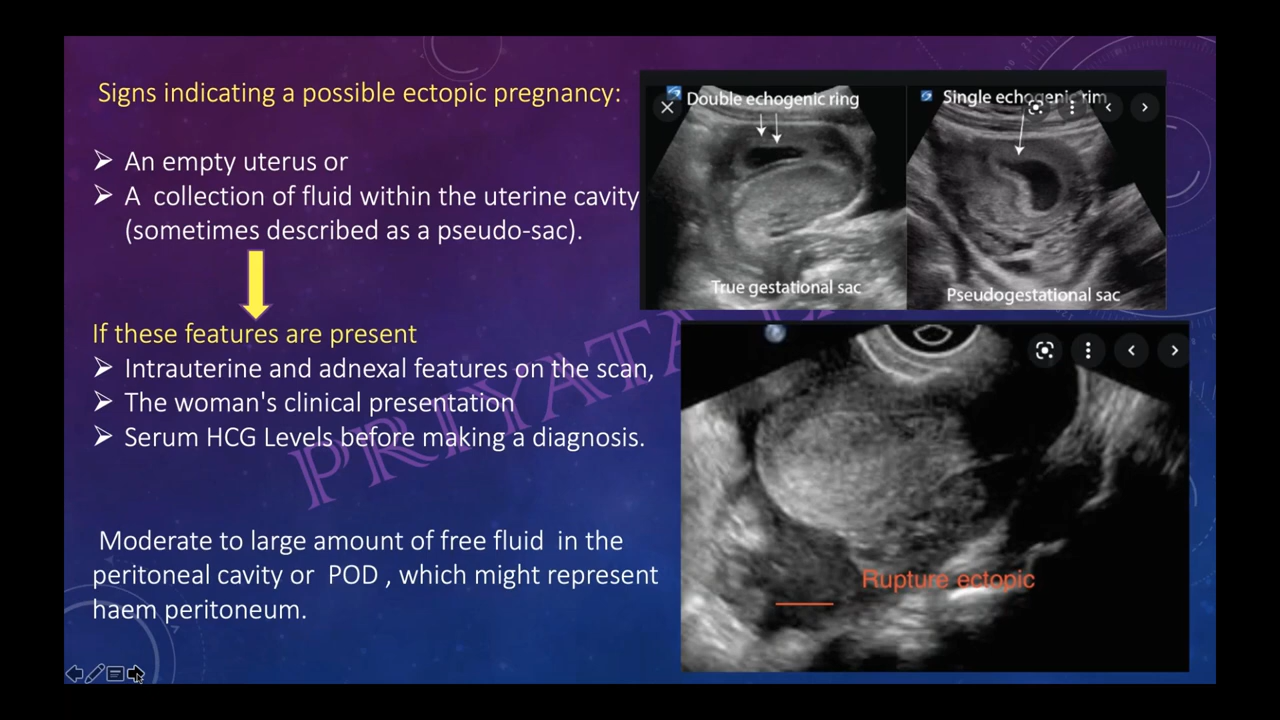 Signs indicating a possible ectopic pregnancy:
An empty uterus or
A collection of fluid within the uterine cavity
(sometimes described as a pseudo-sac).
If these features are present
Intrauterine and adnexal features on the scan,
The woman's clinical presentation
Serum HCG Levels before making a diagnosis.
Moderate to large amount of free fluid in the
peritoneal cavity or POD , which might represent
haem peritoneum.
Double echogenic ring
Single echogenic rim
True gestational sac
Pseudogestational sac
Rupture ectopic